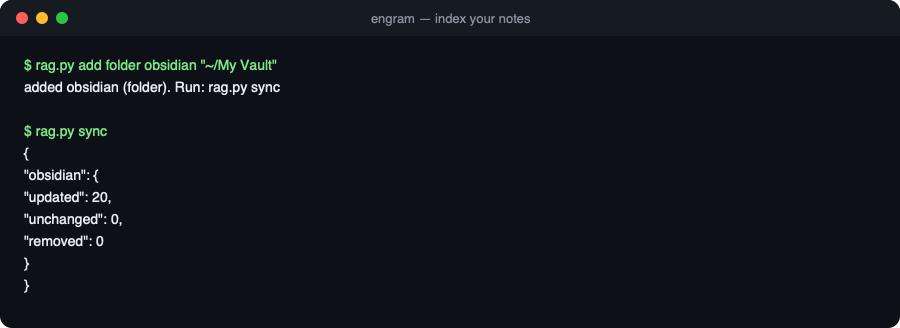 engram — index your notes
$ rag.py add folder obsidian "~/My Vault"
added obsidian (folder). Run: rag.py sync
$ rag.py sync
{
"obsidian": {
"updated": 20,
"unchanged": 0,
"removed": 0
}
}